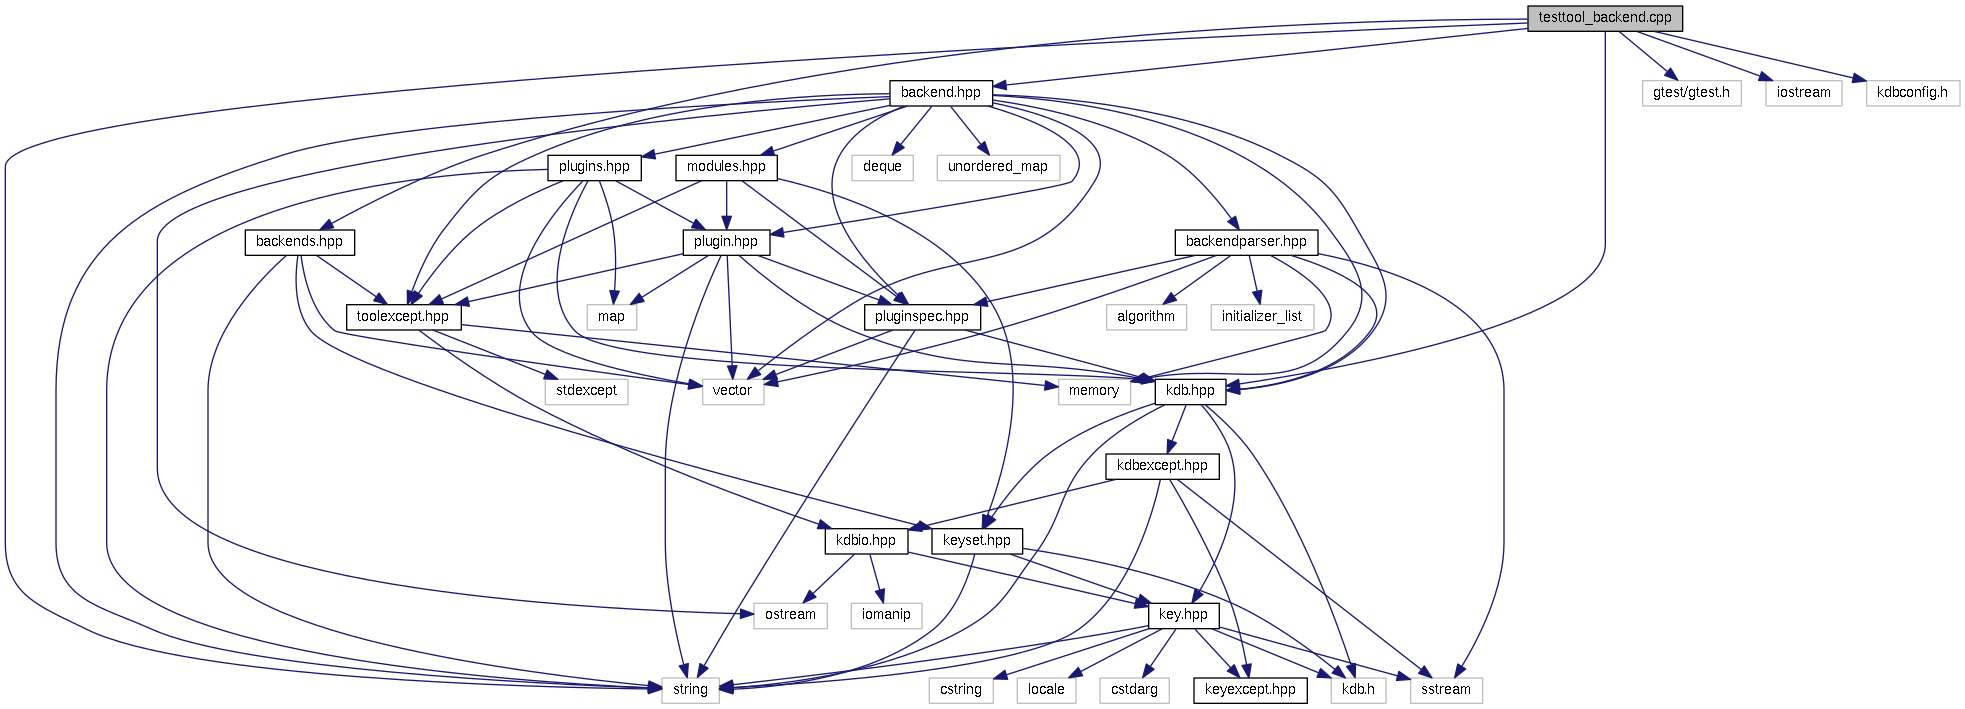 testtool_backend.cpp
backend.hpp
gtest/gtest.h
iostream
kdbconfig.h
plugins.hpp
modules.hpp
deque
unordered_map
backends.hpp
plugin.hpp
backendparser.hpp
toolexcept.hpp
map
pluginspec.hpp
algorithm
initializer_list
stdexcept
vector
memory
kdb.hpp
kdbexcept.hpp
kdbio.hpp
keyset.hpp
ostream
iomanip
key.hpp
string
cstring
locale
cstdarg
keyexcept.hpp
kdb.h
sstream